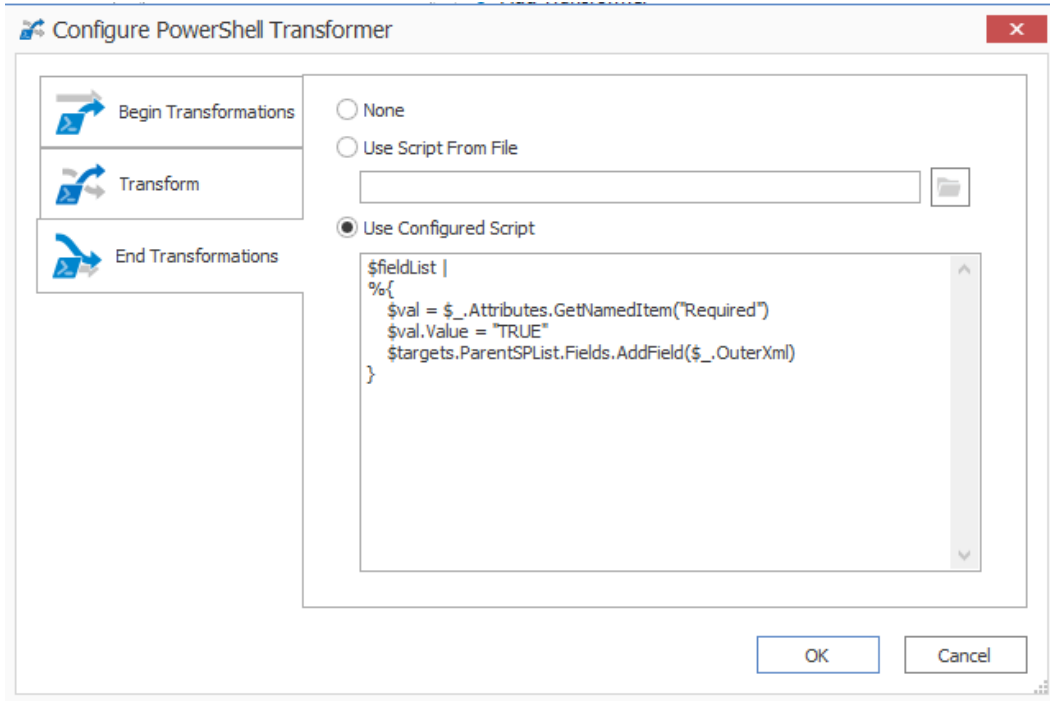 Configure PowerShell Transformer
Begin Transformations
Transform
End Transformations
None
Use Script From File
Use Configured Script
$fieldList |
%{
$val = $_.Attributes.GetNamedItem("Required")
$val.Value = "TRUE"
$targets.ParentSPList.Fields.AddField($_.OuterXml)
}
OK
Cancel